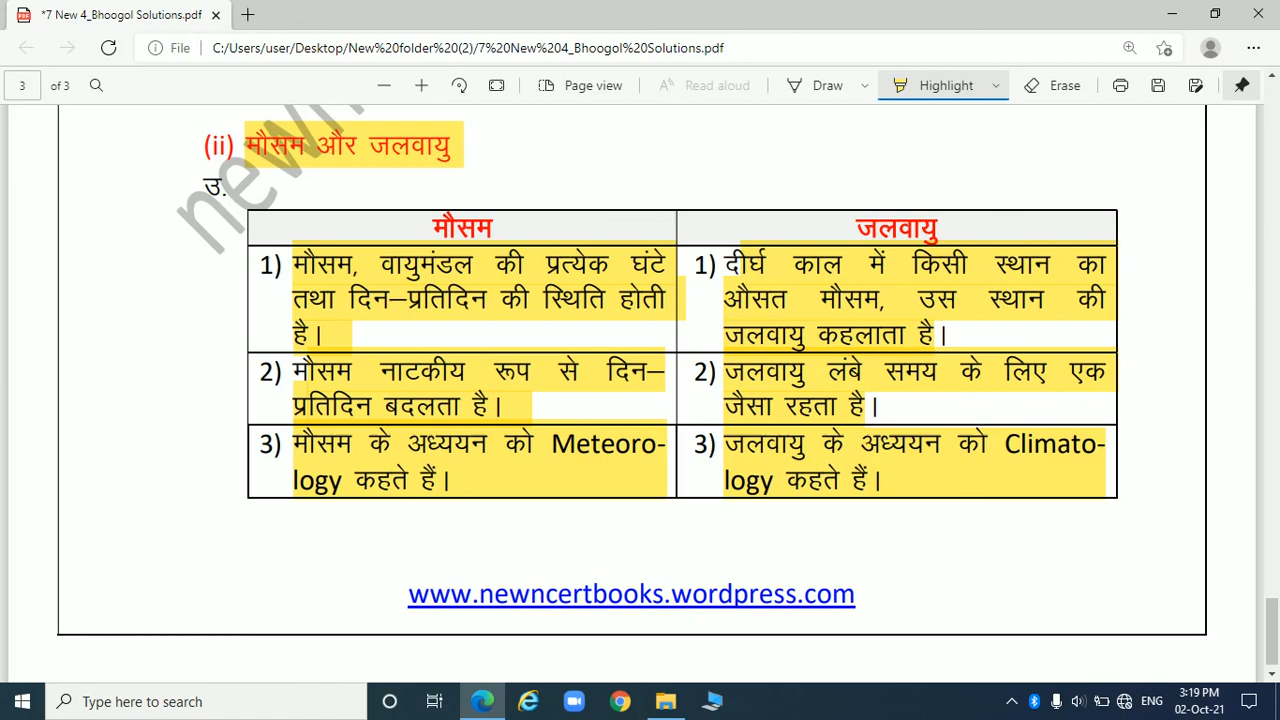 *7 New 4_Bhoogol Solutions.pdf
File C:/Users/user/Desktop/New%20folder%20(2)/7%20New%204_Bhoogol%20Solutions.pdf
3 of 3 Page view Read aloud Draw Highlight Erase
(ii) मौसम और जलवायु
उ.
मौसम
1) मौसम, वायुमंडल की प्रत्येक घंटे
तथा दिन–प्रतिदिन की स्थिति होती
है।
2) मौसम नाटकीय रूप से दिन–
प्रतिदिन बदलता है।
3) मौसम के अध्ययन को Meteoro-
logy कहते हैं।
जलवायु
1) दीर्घ काल में किसी स्थान का
औसत मौसम, उस स्थान की
जलवायु कहलाता है।
2) जलवायु लंबे समय के लिए एक
जैसा रहता है।
3) जलवायु के अध्ययन को Climato-
logy कहते हैं।
www.newncertbooks.wordpress.com
Type here to search
ENG
3:19 PM
02-Oct-21